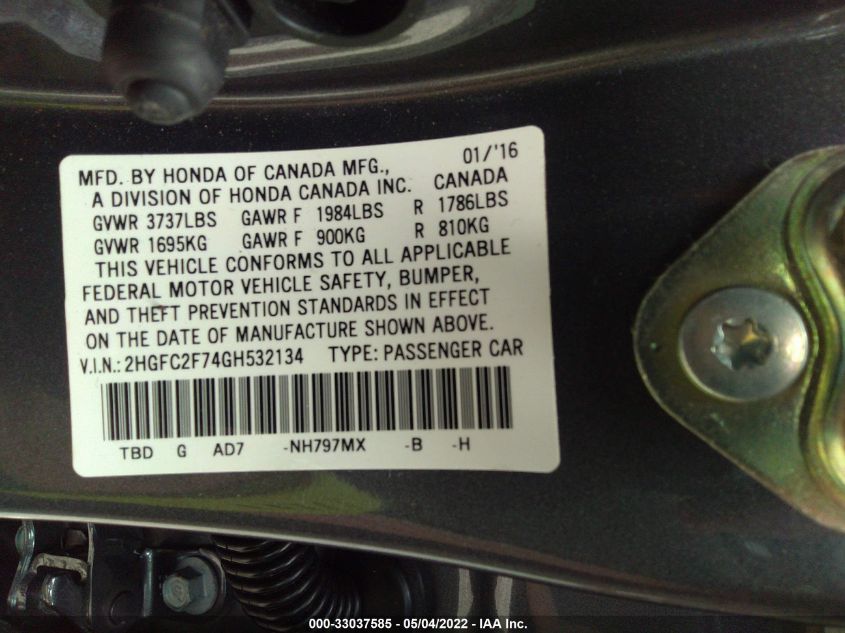 MFD. BY HONDA OF CANADA MFG., 01/'16
A DIVISION OF HONDA CANADA INC. CANADA
GVWR 3737LBS GAWR F 1984LBS R 1786LBS
GVWR 1695KG GAWR F 900KG R 810KG
THIS VEHICLE CONFORMS TO ALL APPLICABLE
FEDERAL MOTOR VEHICLE SAFETY, BUMPER,
AND THEFT PREVENTION STANDARDS IN EFFECT
ON THE DATE OF MANUFACTURE SHOWN ABOVE.
V.I.N.: 2HGFC2F74GH532134 TYPE: PASSENGER CAR
TBD G AD7 -NH797MX -B -H
000-33037585 - 05/04/2022 - IAA Inc.